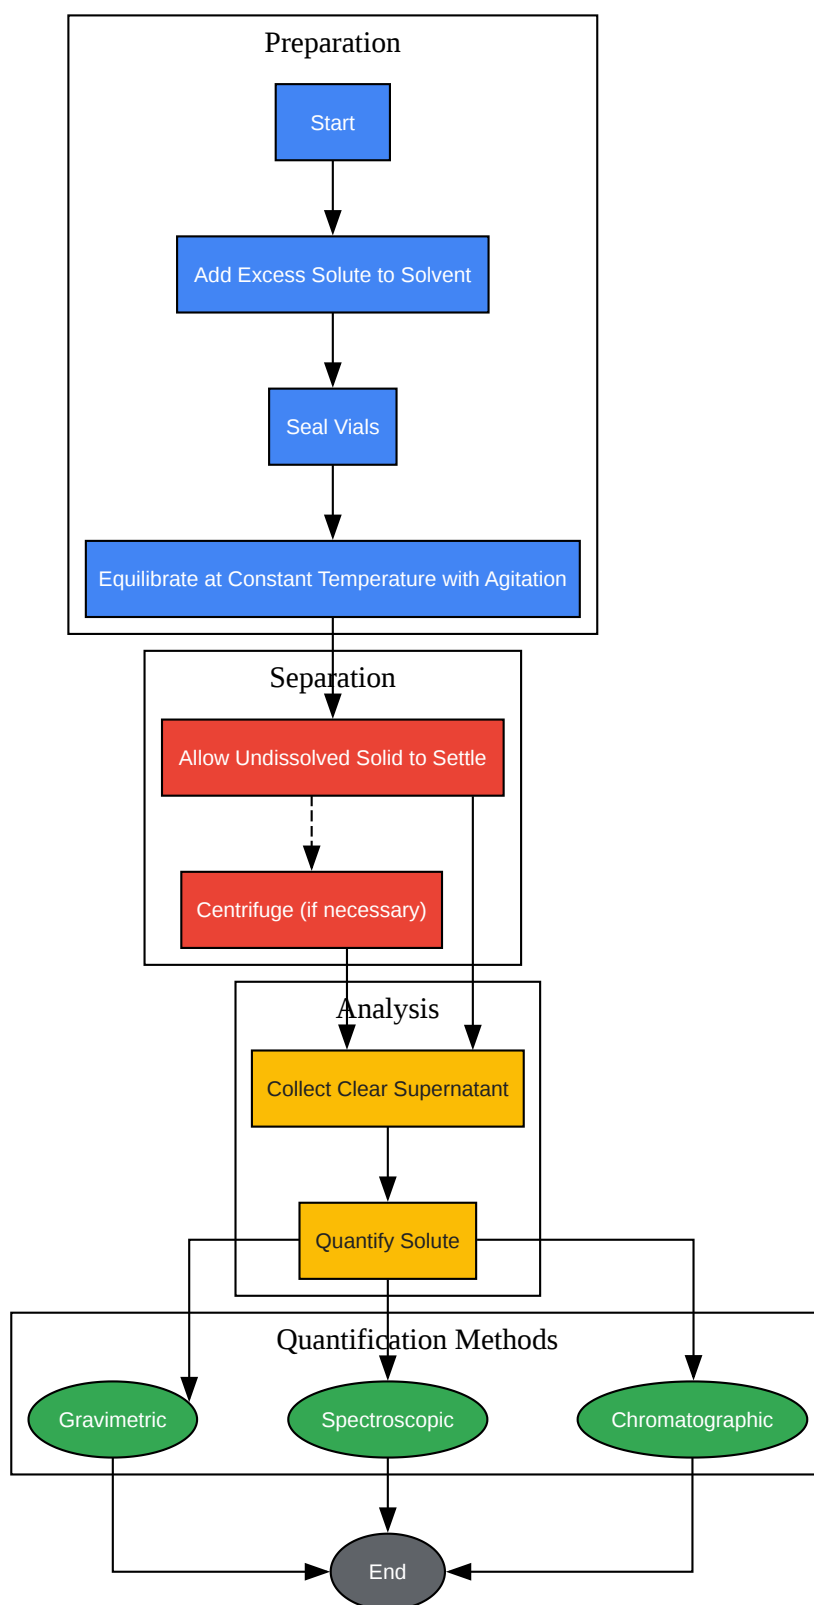 Preparation
Start
Add Excess Solute to Solvent
Seal Vials
Equilibrate at Constant Temperature with Agitation
Separation
Allow Undissolved Solid to Settle
Centrifuge (if necessary)
Analysis
Collect Clear Supernatant
Quantify Solute
Quantification Methods
Gravimetric
Spectroscopic
Chromatographic
End